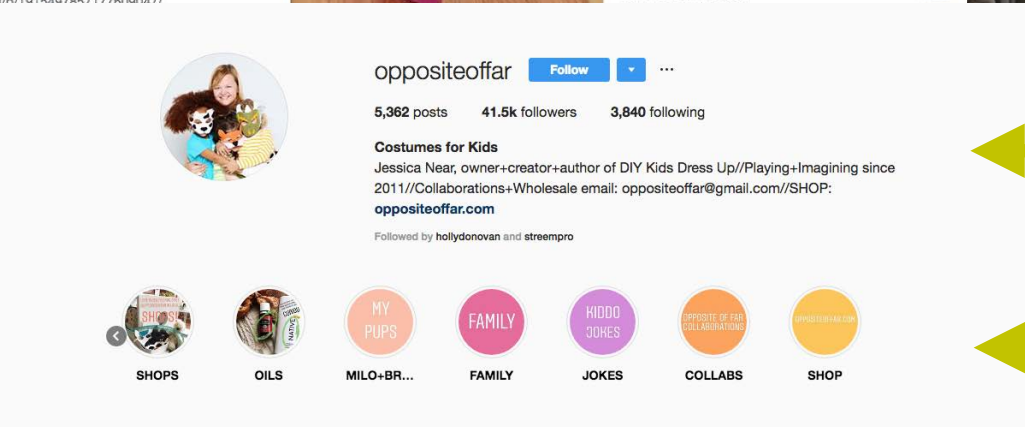 oppositeoffar Follow ...
5,362 posts 41.5k followers 3,840 following
Costumes for Kids
Jessica Near, owner+creator+author of DIY Kids Dress Up//Playing+Imagining since
2011//Collaborations+Wholesale email: oppositeoffar@gmail.com//SHOP:
oppositeoffar.com
Followed by hollydonovan and streempro
SHOPS
NATIVE
MY
PUPS
FAMILY
KIDDO
JOKES
OPPOSITE OF FAR
COLLABORATIONS
OPPOSITEOFFAR.COM
SHOPS OILS MILO+BR... FAMILY JOKES COLLABS SHOP